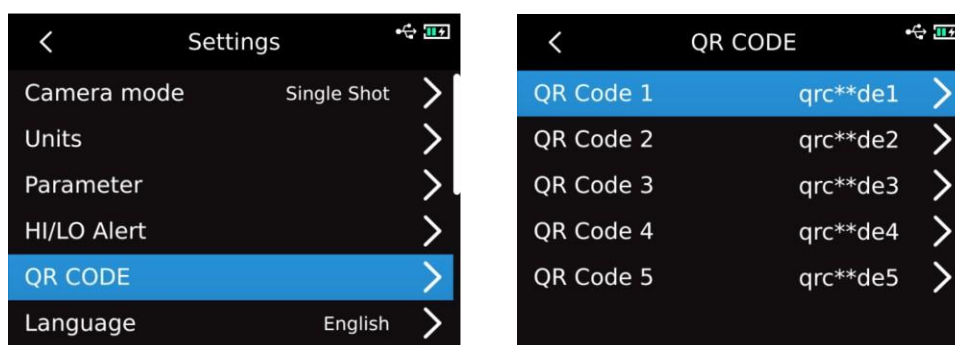 Settings
Camera mode Single Shot
Units
Parameter
HI/LO Alert
QR CODE
Language English
QR CODE
QR Code 1 qrc**de1
QR Code 2 qrc**de2
QR Code 3 qrc**de3
QR Code 4 qrc**de4
QR Code 5 qrc**de5